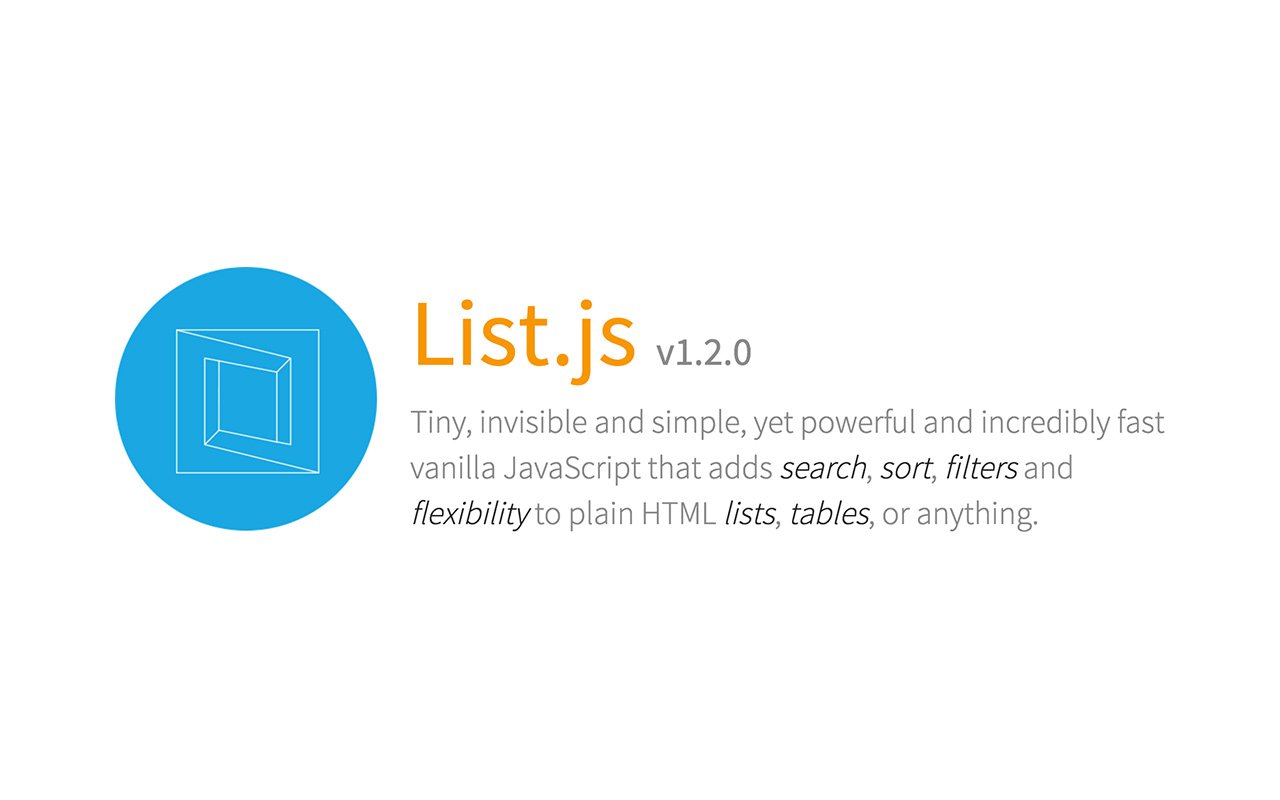 List.js v1.2.0
Tiny, invisible and simple, yet powerful and incredibly fast
vanilla JavaScript that adds search, sort, filters and
flexibility to plain HTML lists, tables, or anything.